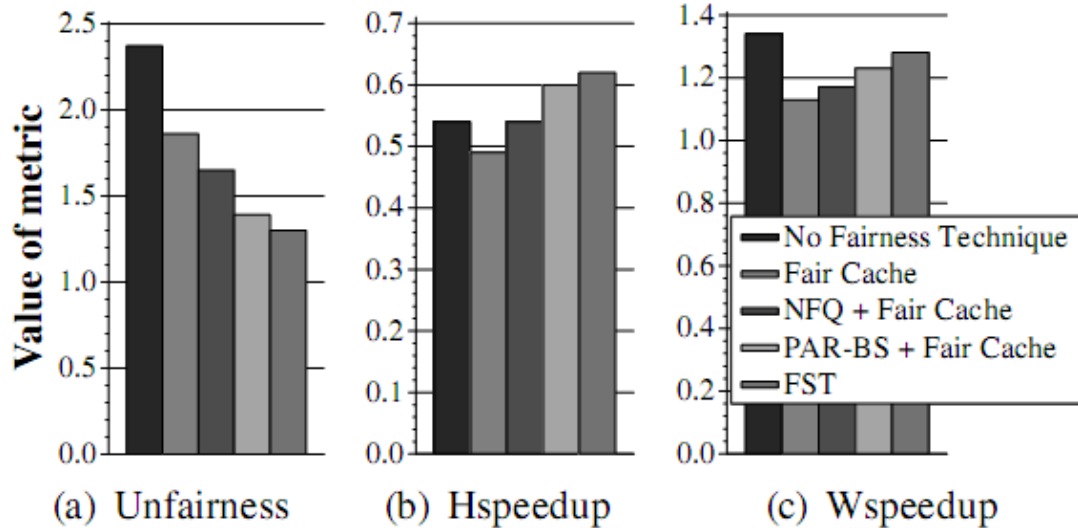 Value of metric
2.5
2.0
1.5
1.0
0.5
0.0
(a) Unfairness
0.7
0.6
0.5
0.4
0.3
0.2
0.1
0.0
(b) Hspeedup
1.4
1.2
1.0
0.8
0.6
0.4
0.2
0.0
No Fairness Technique
Fair Cache
NFQ + Fair Cache
PAR-BS + Fair Cache
FST
(c) Wspeedup